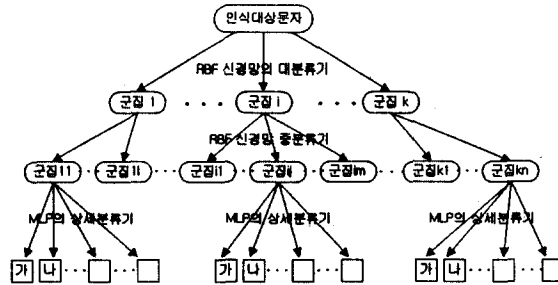 인식대상문자
RBF 신경망의 대분류기
군집 1 · · · 군집 i · · · 군집 k
RBF 신경망 중분류기
군집11 군집1i 군집i1 군집ij 군집im 군집k1 군집kn
MLP의 상세분류기 MLP의 상세분류기 MLP의 상세분류기
가 나 가 나 가 나